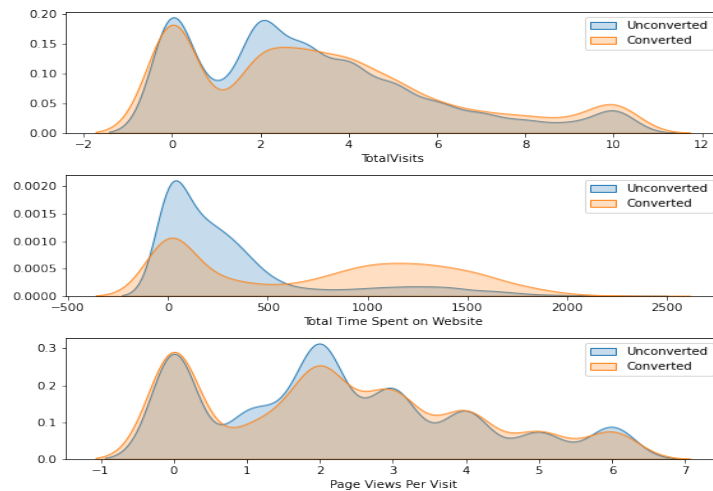 0.20
0.15
0.10
0.05
0.00
Unconverted
Converted
−2 0 2 4 6 8 10 12
TotalVisits
0.0020
0.0015
0.0010
0.0005
0.0000
Unconverted
Converted
−500 0 500 1000 1500 2000 2500
Total Time Spent on Website
0.3
0.2
0.1
0.0
Unconverted
Converted
−1 0 1 2 3 4 5 6 7
Page Views Per Visit